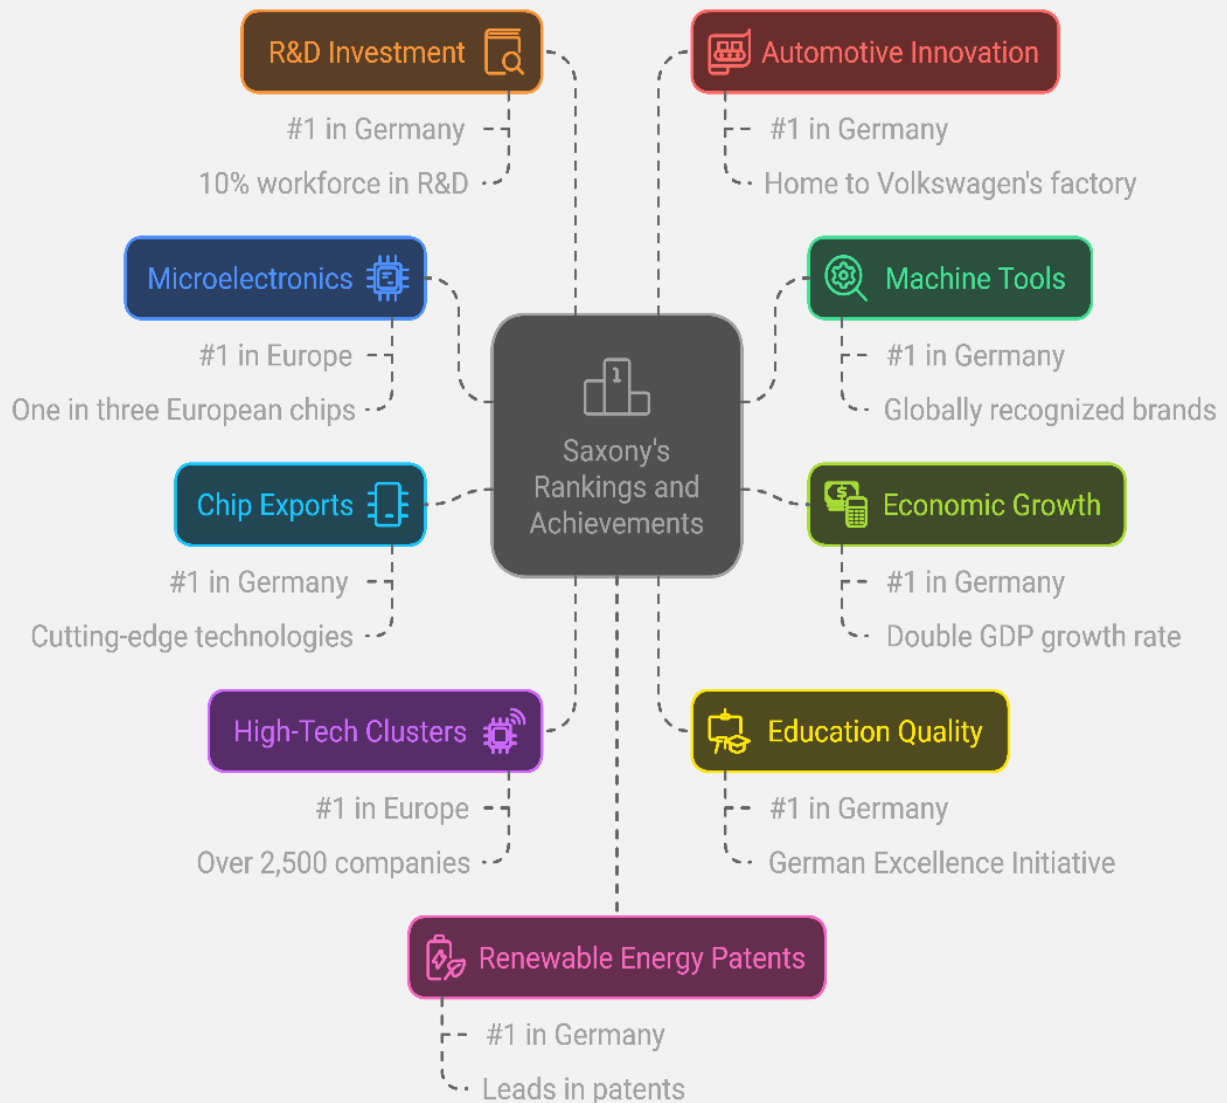 R&D Investment
#1 in Germany
10% workforce in R&D
Automotive Innovation
#1 in Germany
Home to Volkswagen's factory
Microelectronics
#1 in Europe
One in three European chips
Machine Tools
#1 in Germany
Globally recognized brands
1
Saxony's
Rankings and
Achievements
Chip Exports
#1 in Germany
Cutting-edge technologies
Economic Growth
#1 in Germany
Double GDP growth rate
High-Tech Clusters
#1 in Europe
Over 2,500 companies
Education Quality
#1 in Germany
German Excellence Initiative
Renewable Energy Patents
#1 in Germany
Leads in patents